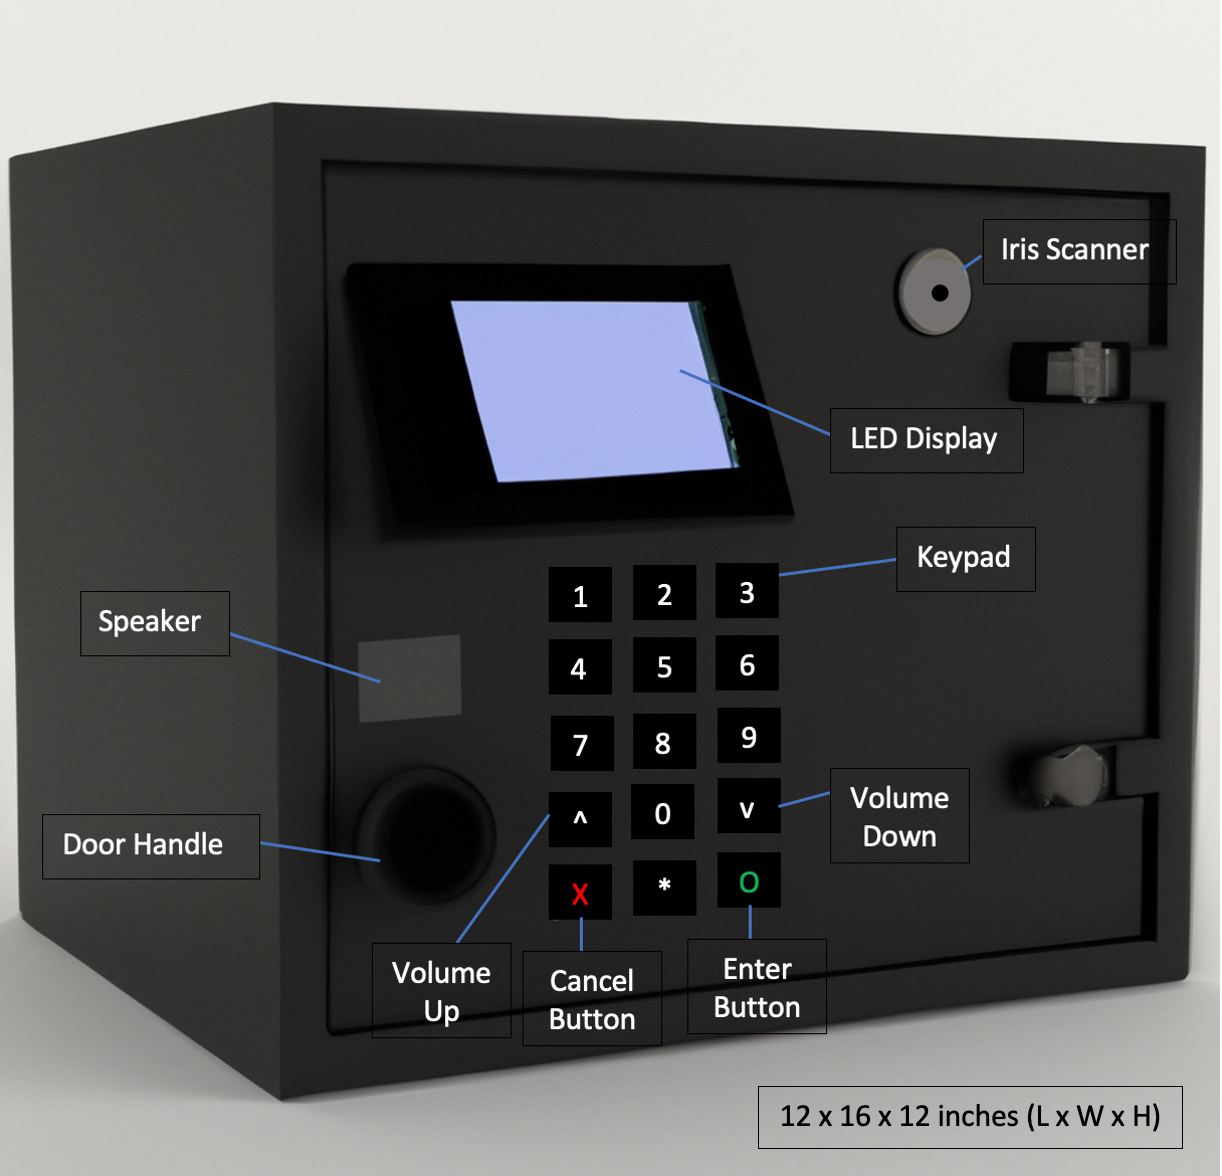 Iris Scanner
LED Display
Keypad
1 2 3
Speaker
4 5 6
7 8 9
^ 0 v
Volume
Down
Door Handle
X * O
Volume
Up
Cancel
Button
Enter
Button
12 x 16 x 12 inches (L x W x H)